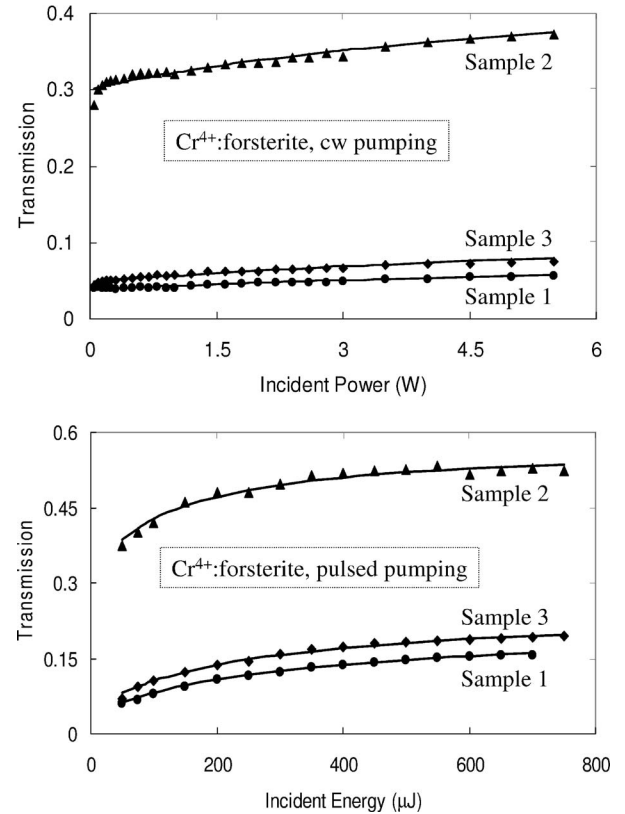 0.4
Sample 2
0.3
Cr⁴⁺:forsterite, cw pumping
0.2
Transmission
0.1
Sample 3
Sample 1
0
0 1.5 3 4.5 6
Incident Power (W)
0.6
0.45
Sample 2
Cr⁴⁺:forsterite, pulsed pumping
0.3
Transmission
Sample 3
0.15
Sample 1
0
0 200 400 600 800
Incident Energy (µJ)